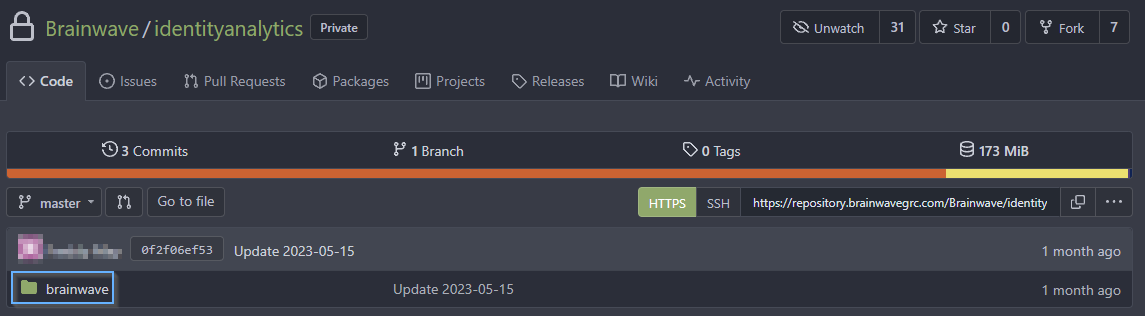 Brainwave/identityanalytics Private Unwatch 31 Star 0 Fork 7
Code Issues Pull Requests Packages Projects Releases Wiki Activity
3 Commits 1 Branch 0 Tags 173 MiB
master Go to file HTTPS SSH https://repository.brainwavegrc.com/Brainwave/identity
0f2f06ef53 Update 2023-05-15 1 month ago
brainwave Update 2023-05-15 1 month ago